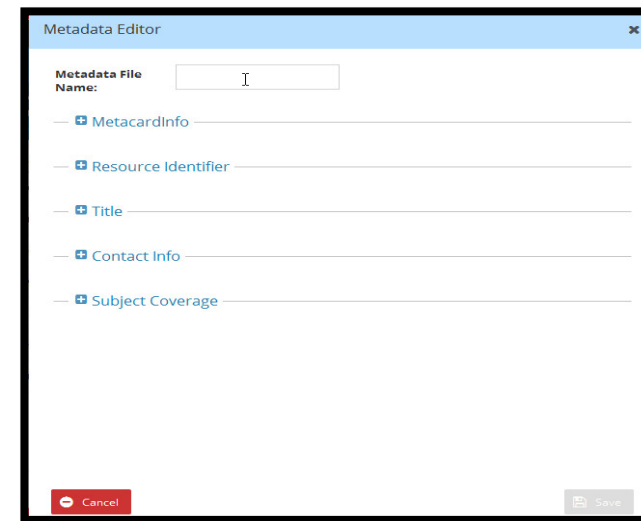 Metadata Editor
Metadata File
Name:
MetacardInfo
Resource Identifier
Title
Contact Info
Subject Coverage
Cancel
Save